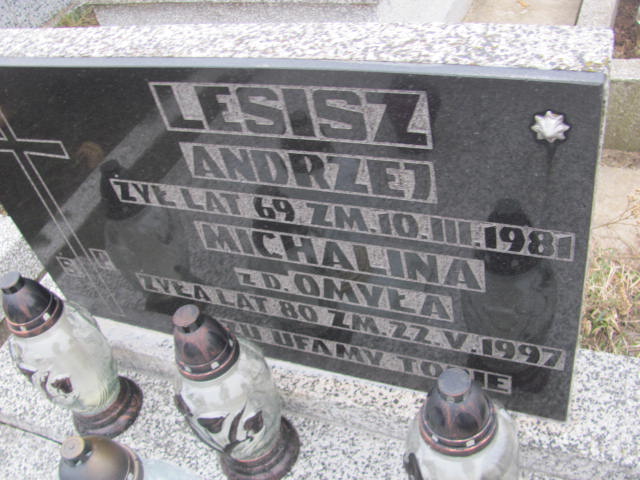 LESISZ
ANDRZEJ
ŻYŁ LAT 69 ZM. 10. III. 1981
MICHALINA
Z D. OMYŁA
ŻYŁA LAT 80 ZM. 22. V. 1997
UFAMY TOBIE